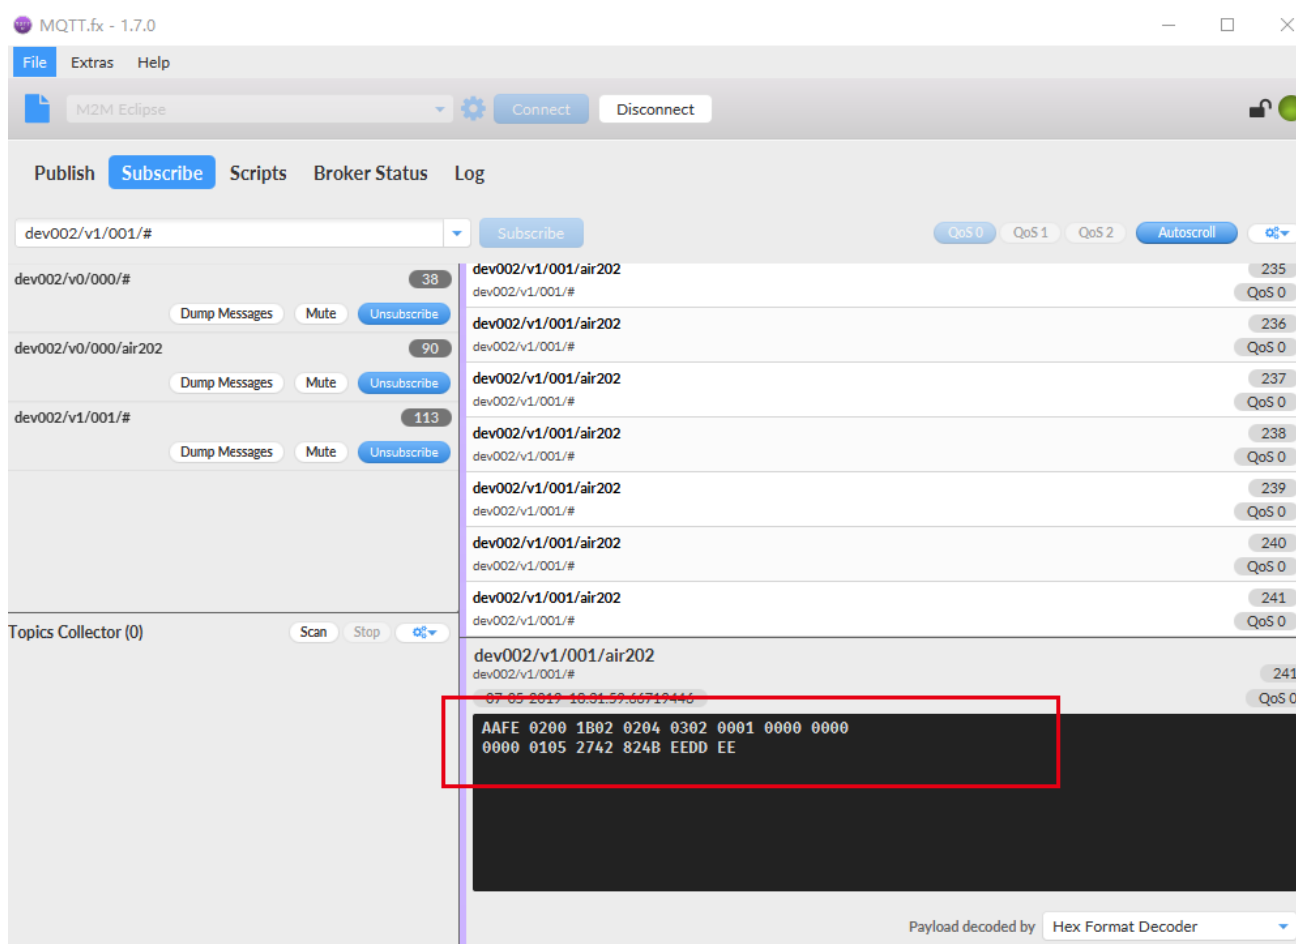 MQTT.fx - 1.7.0
File Extras Help
M2M Eclipse Connect Disconnect
Publish Subscribe Scripts Broker Status Log
dev002/v1/001/# Subscribe QoS 0 QoS 1 QoS 2 Autoscroll
dev002/v0/000/# 38
Dump Messages Mute Unsubscribe
dev002/v0/000/air202 90
Dump Messages Mute Unsubscribe
dev002/v1/001/# 113
Dump Messages Mute Unsubscribe
dev002/v1/001/air202 235
dev002/v1/001/# QoS 0
dev002/v1/001/air202 236
dev002/v1/001/# QoS 0
dev002/v1/001/air202 237
dev002/v1/001/# QoS 0
dev002/v1/001/air202 238
dev002/v1/001/# QoS 0
dev002/v1/001/air202 239
dev002/v1/001/# QoS 0
dev002/v1/001/air202 240
dev002/v1/001/# QoS 0
dev002/v1/001/air202 241
dev002/v1/001/# QoS 0
Topics Collector (0) Scan Stop
dev002/v1/001/air202
dev002/v1/001/# 241
QoS 0
AAFE 0200 1B02 0204 0302 0001 0000 0000
0000 0105 2742 824B EEDD EE
Payload decoded by Hex Format Decoder